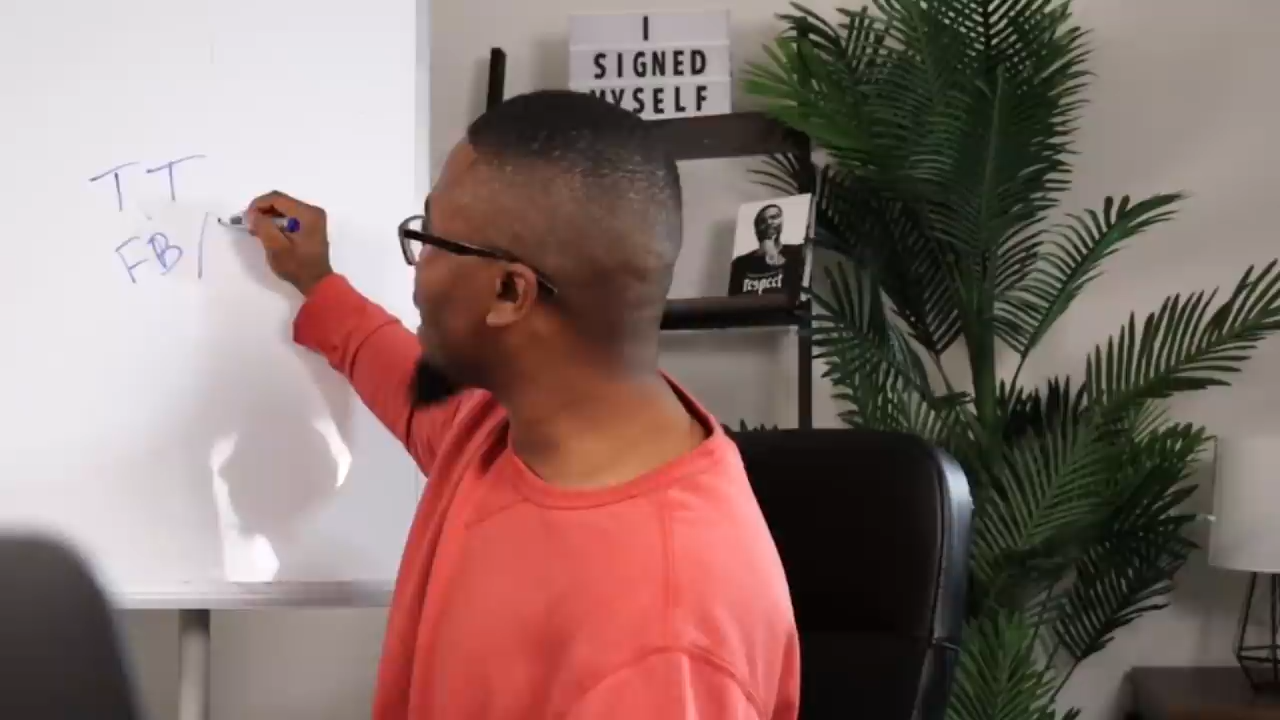 TT
FB/
I
SIGNED
MYSELF
respect